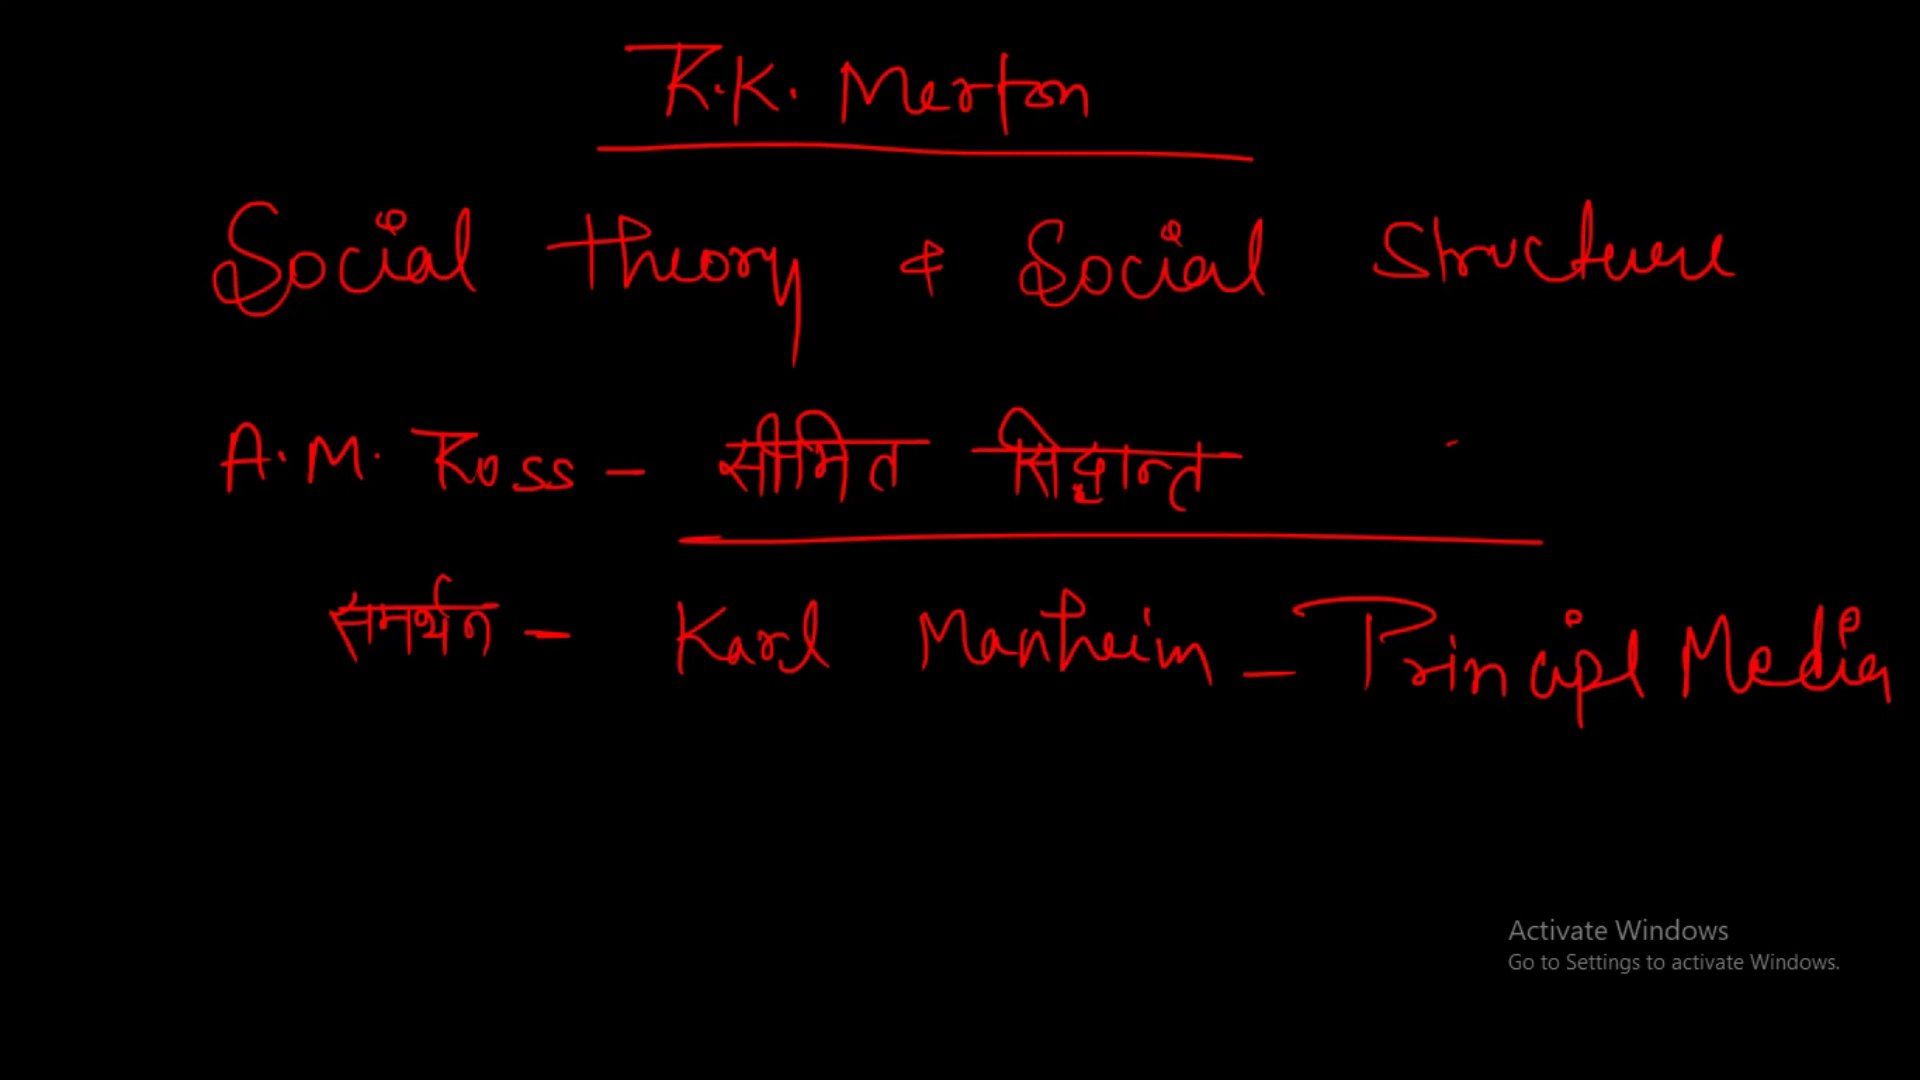 R.K. Merton
Social theory & Social Structure
A.M. Ross - सीमित सिद्धान्त
समर्थन - Karl Manheim - Principl Media
Activate Windows
Go to Settings to activate Windows.